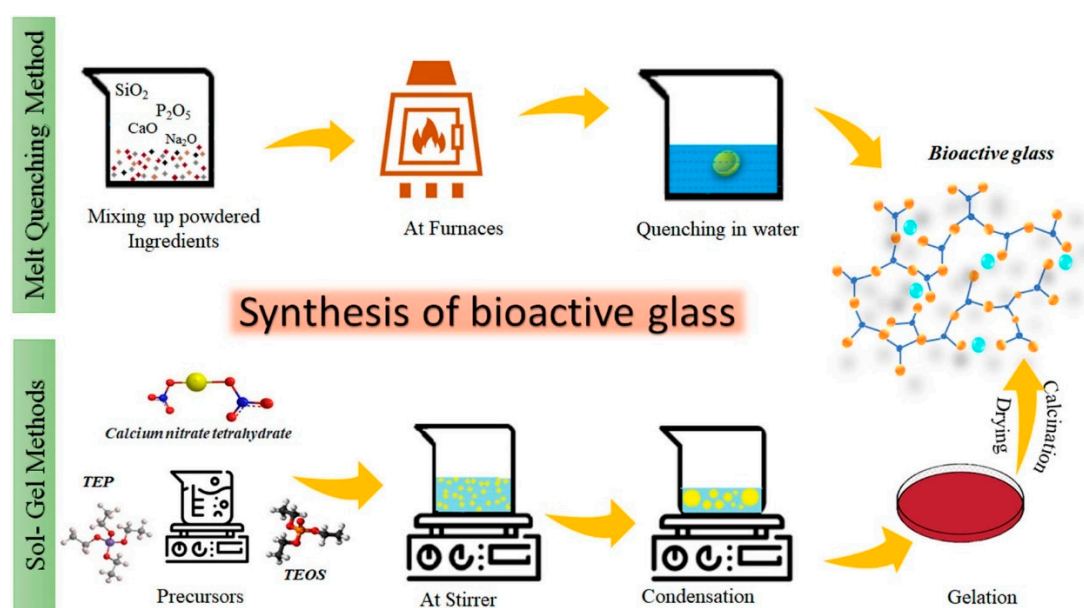 Melt Quenching Method
SiO₂
P₂O₅
CaO
Na₂O
Mixing up powdered
Ingredients
At Furnaces
Quenching in water
Bioactive glass
Synthesis of bioactive glass
Sol- Gel Methods
Calcium nitrate tetrahydrate
TEP
TEOS
Precursors
At Stirrer
Condensation
Gelation
Drying
Calcination